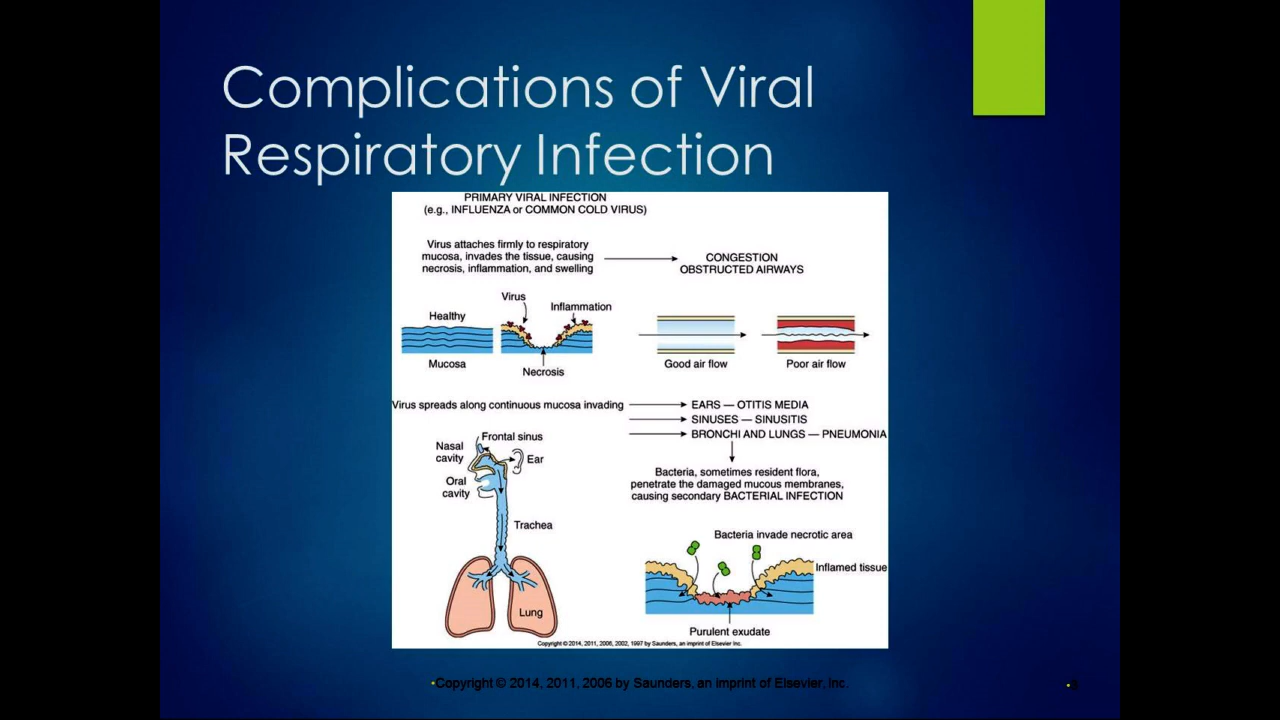 Complications of Viral
Respiratory Infection
PRIMARY VIRAL INFECTION
(e.g., INFLUENZA or COMMON COLD VIRUS)
Virus attaches firmly to respiratory
mucosa, invades the tissue, causing
necrosis, inflammation, and swelling
CONGESTION
OBSTRUCTED AIRWAYS
Virus
Inflammation
Healthy
Mucosa
Necrosis
Good air flow
Poor air flow
Virus spreads along continuous mucosa invading
EARS — OTITIS MEDIA
SINUSES — SINUSITIS
BRONCHI AND LUNGS — PNEUMONIA
Frontal sinus
Nasal
cavity
Ear
Oral
cavity
Trachea
Lung
Bacteria, sometimes resident flora,
penetrate the damaged mucous membranes,
causing secondary BACTERIAL INFECTION
Bacteria invade necrotic area
Inflamed tissue
Purulent exudate
Copyright © 2014, 2011, 2006, 2002, 1997 by Saunders, an imprint of Elsevier Inc.
•Copyright © 2014, 2011, 2006 by Saunders, an imprint of Elsevier, Inc.